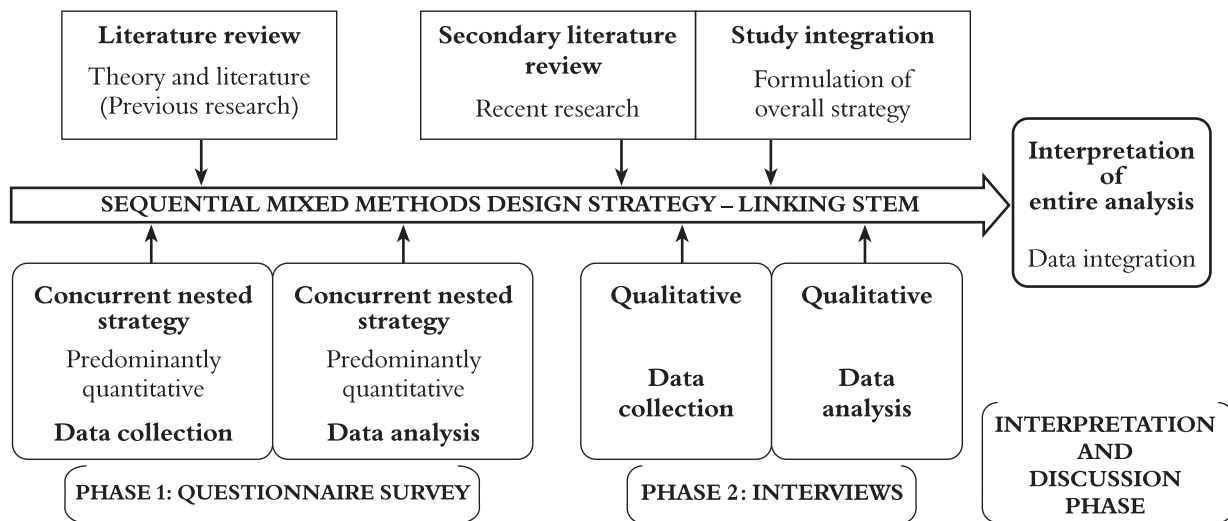 Literature review
Theory and literature
(Previous research)
Secondary literature
review
Recent research
Study integration
Formulation of
overall strategy
Interpretation
of
entire analysis
Data integration
SEQUENTIAL MIXED METHODS DESIGN STRATEGY – LINKING STEM
Concurrent nested
strategy
Predominantly
quantitative
Data collection
Concurrent nested
strategy
Predominantly
quantitative
Data analysis
Qualitative
Data
collection
Qualitative
Data
analysis
PHASE 1: QUESTIONNAIRE SURVEY
PHASE 2: INTERVIEWS
INTERPRETATION
AND
DISCUSSION
PHASE